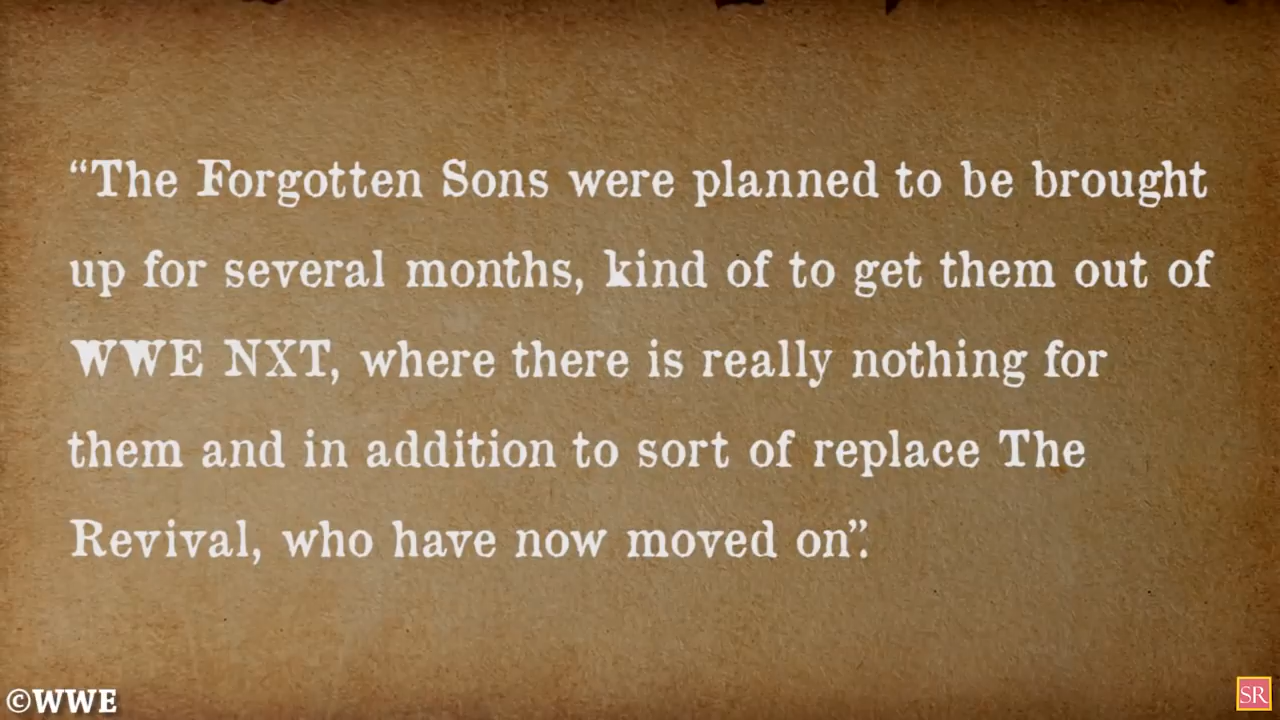 “The Forgotten Sons were planned to be brought
up for several months, kind of to get them out of
WWE NXT, where there is really nothing for
them and in addition to sort of replace The
Revival, who have now moved on”.
©WWE
SR